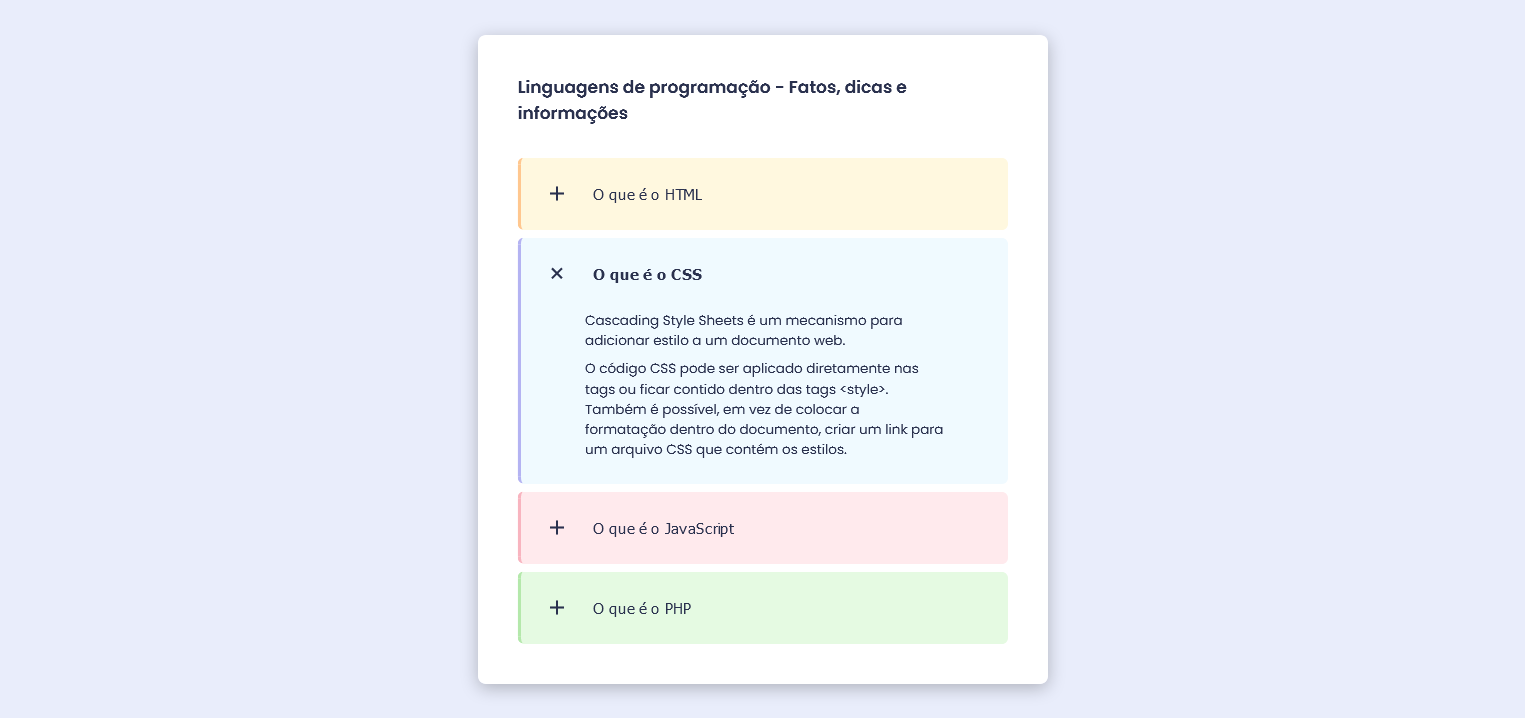 Linguagens de programação - Fatos, dicas e
informações
O que é o HTML
O que é o CSS
Cascading Style Sheets é um mecanismo para
adicionar estilo a um documento web.
O código CSS pode ser aplicado diretamente nas
tags ou ficar contido dentro das tags <style>.
Também é possível, em vez de colocar a
formatação dentro do documento, criar um link para
um arquivo CSS que contém os estilos.
O que é o JavaScript
O que é o PHP